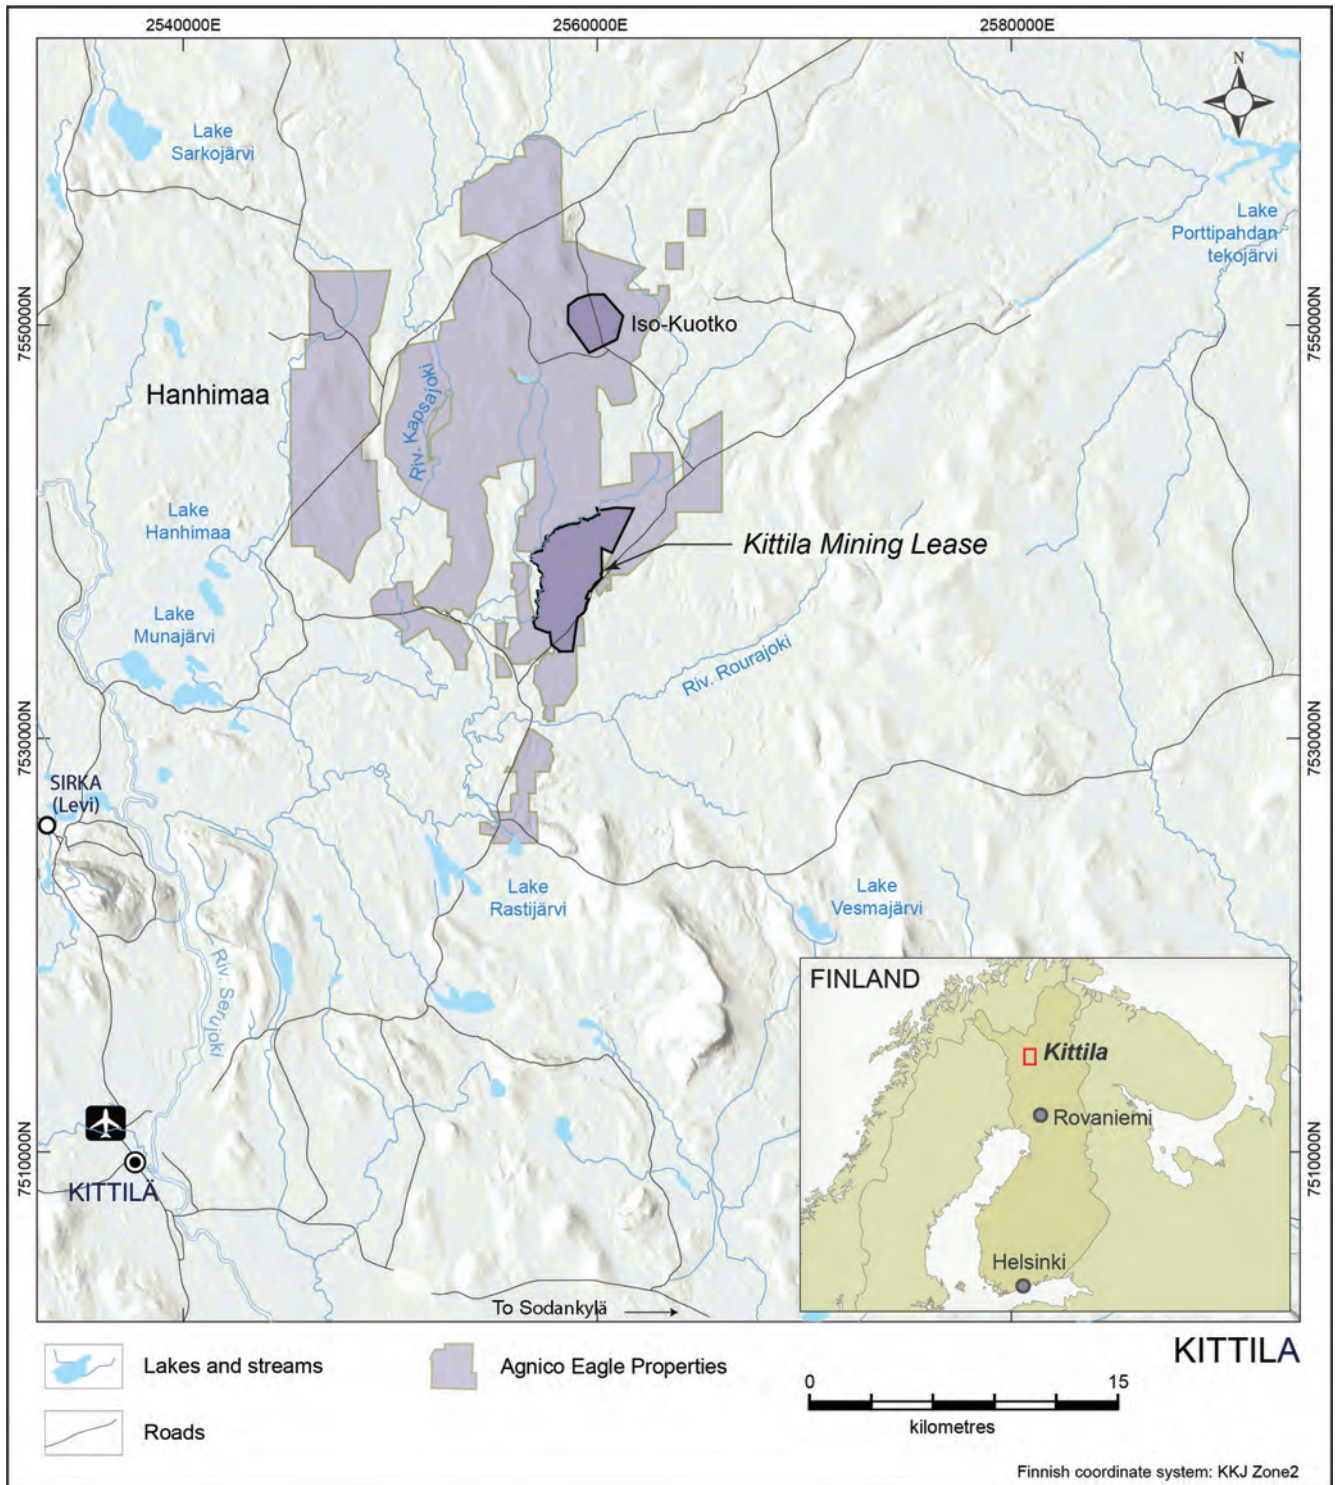 2540000E
2560000E
2580000E
N
Lake
Sarkojärvi
Lake
Porttipahdan
tekojärvi
7550000N
7550000N
Iso-Kuotko
Hanhimaa
Riv. Kapsajoki
Lake
Hanhimaa
Kittila Mining Lease
Lake
Munajärvi
Riv. Rourajoki
7530000N
7530000N
SIRKA
(Levi)
Lake
Rastijärvi
Lake
Vesmajärvi
Riv. Serujoki
FINLAND
Kittila
Rovaniemi
Helsinki
7510000N
7510000N
KITTILÄ
To Sodankylä
Lakes and streams
Agnico Eagle Properties
Roads
KITTILA
0
15
kilometres
Finnish coordinate system: KKJ Zone2